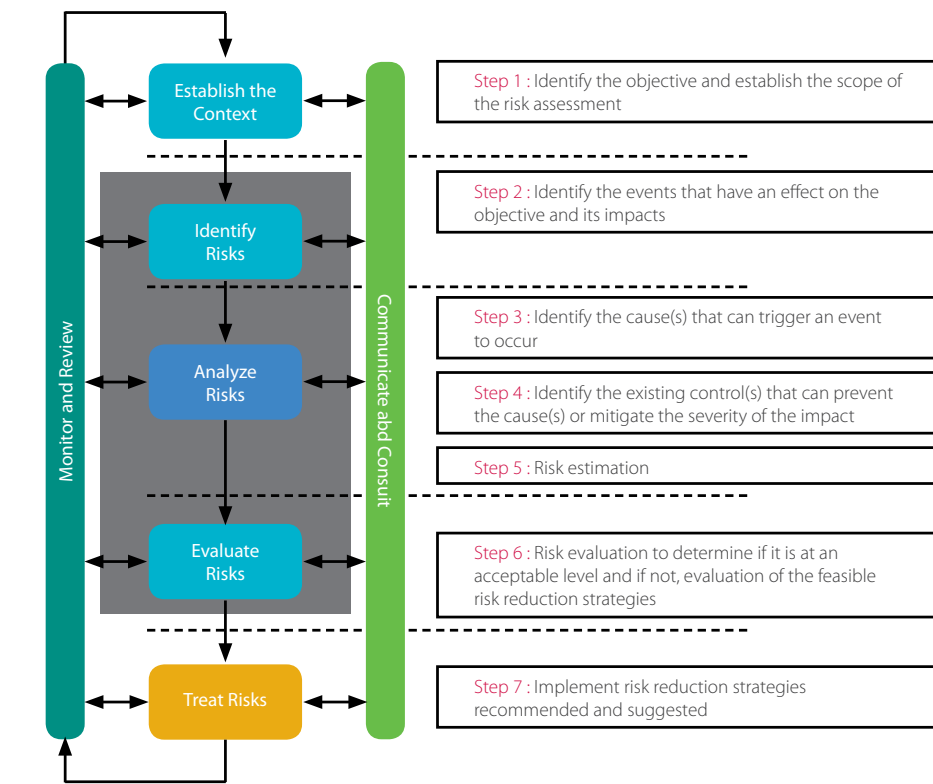 Establish the
Context
Identify
Risks
Analyze
Risks
Evaluate
Risks
Treat Risks
Monitor and Review
Communicate abd Consuit
Step 1 : Identify the objective and establish the scope of
the risk assessment
Step 2 : Identify the events that have an effect on the
objective and its impacts
Step 3 : Identify the cause(s) that can trigger an event
to occur
Step 4 : Identify the existing control(s) that can prevent
the cause(s) or mitigate the severity of the impact
Step 5 : Risk estimation
Step 6 : Risk evaluation to determine if it is at an
acceptable level and if not, evaluation of the feasible
risk reduction strategies
Step 7 : Implement risk reduction strategies
recommended and suggested